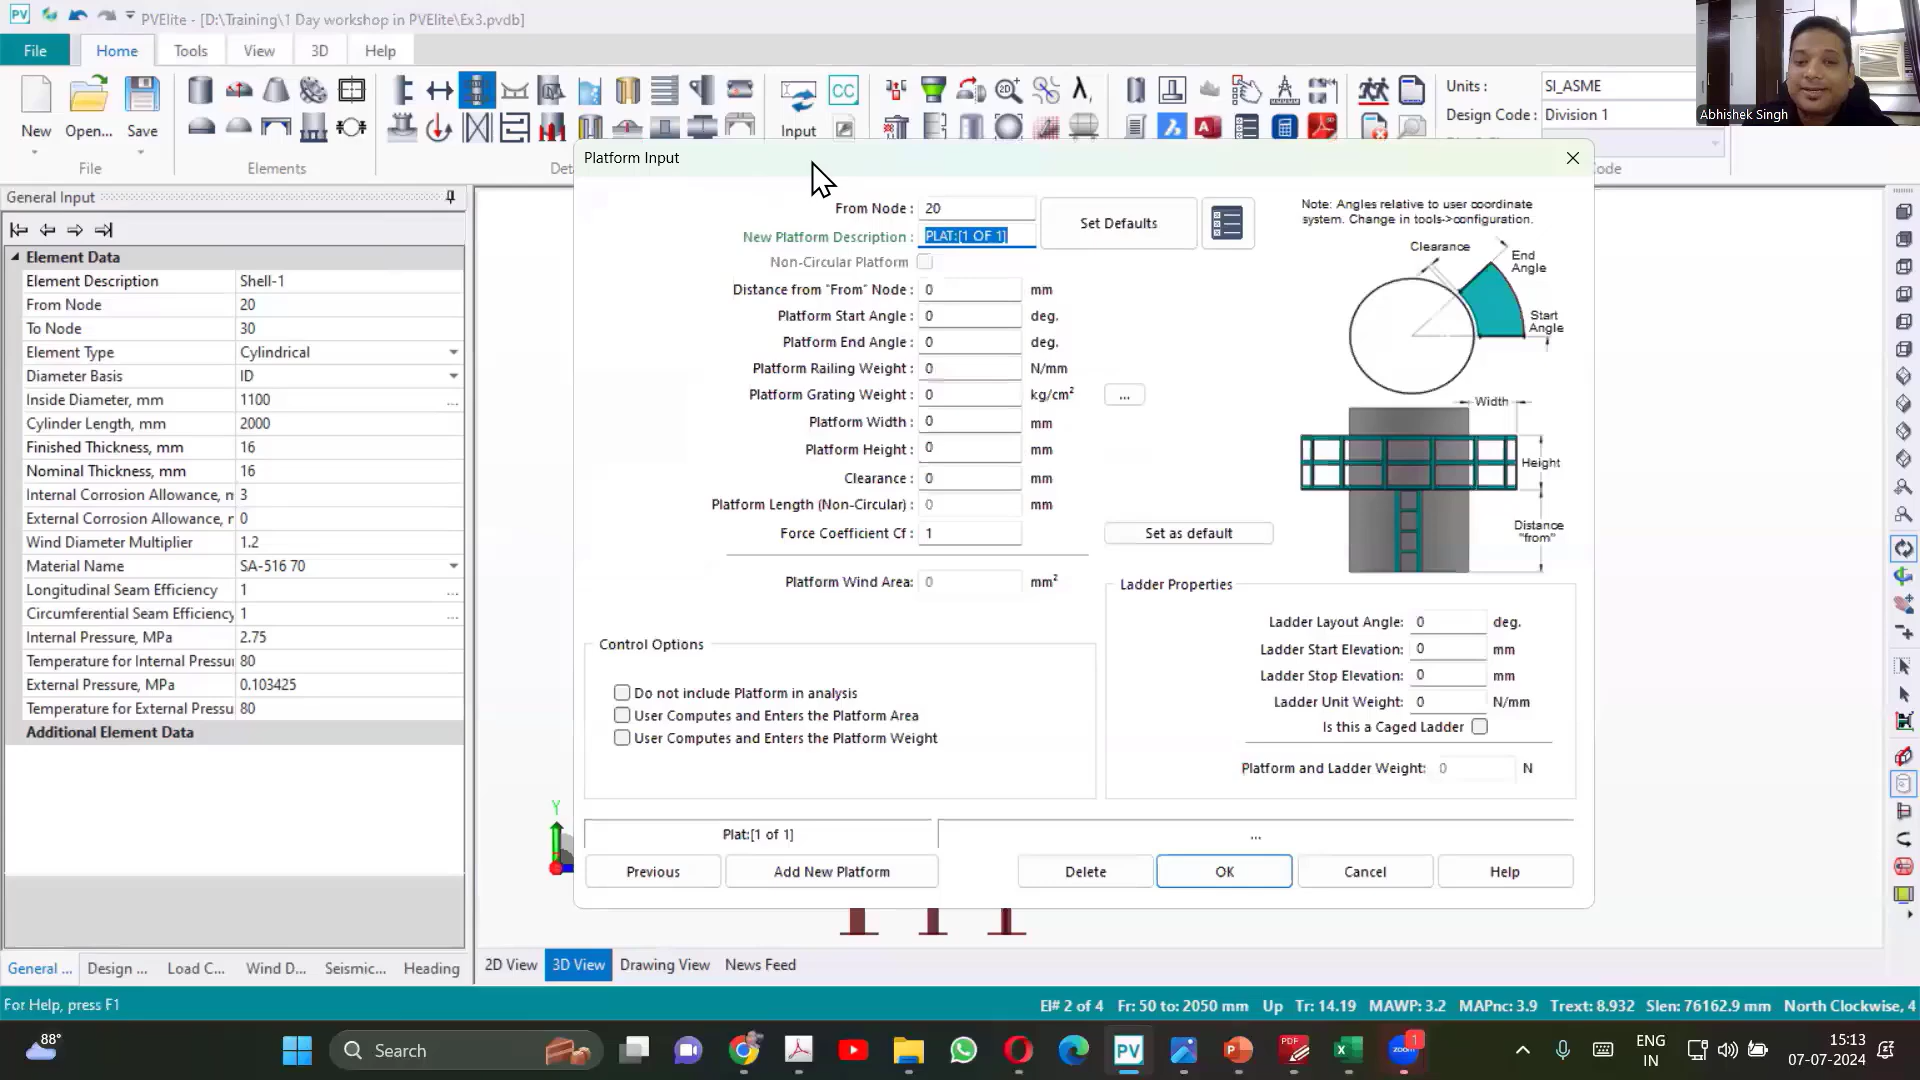 PVElite - [D:\Training\1 Day workshop in PVElite\Ex3.pvdb]
File
Home
Tools
View
3D
Help
New
Open...
Save
Input
File
Elements
Units :
SI_ASME
Design Code :
Division 1
Abhishek Singh
General Input
Element Data
Element Description
Shell-1
From Node
20
To Node
30
Element Type
Cylindrical
Diameter Basis
ID
Inside Diameter, mm
1100
...
Cylinder Length, mm
2000
Finished Thickness, mm
16
Nominal Thickness, mm
16
Internal Corrosion Allowance, m
3
External Corrosion Allowance, r
0
Wind Diameter Multiplier
1.2
Material Name
SA-516 70
Longitudinal Seam Efficiency
1
...
Circumferential Seam Efficiency
1
...
Internal Pressure, MPa
2.75
Temperature for Internal Pressu
80
External Pressure, MPa
0.103425
Temperature for External Pressu
80
Additional Element Data
General ...
Design ...
Load C...
Wind D...
Seismic...
Heading
Platform Input
From Node :
20
New Platform Description :
PLAT:[1 OF 1]
Set Defaults
Non-Circular Platform
Distance from "From" Node :
0
mm
Platform Start Angle :
0
deg.
Platform End Angle :
0
deg.
Platform Railing Weight :
0
N/mm
Platform Grating Weight :
0
kg/cm²
...
Platform Width :
0
mm
Platform Height :
0
mm
Clearance :
0
mm
Platform Length (Non-Circular) :
0
mm
Force Coefficient Cf :
1
Set as default
Platform Wind Area:
0
mm²
Note: Angles relative to user coordinate
system. Change in tools->configuration.
Clearance
End
Angle
Start
Angle
Width
Height
Distance
"from"
Control Options
Do not include Platform in analysis
User Computes and Enters the Platform Area
User Computes and Enters the Platform Weight
Ladder Properties
Ladder Layout Angle:
0
deg.
Ladder Start Elevation:
0
mm
Ladder Stop Elevation:
0
mm
Ladder Unit Weight:
0
N/mm
Is this a Caged Ladder
Platform and Ladder Weight:
0
N
Plat:[1 of 1]
...
Previous
Add New Platform
Delete
OK
Cancel
Help
Y
2D View
3D View
Drawing View
News Feed
For Help, press F1
El# 2 of 4
Fr: 50 to: 2050 mm
Up
Tr: 14.19
MAWP: 3.2
MAPnc: 3.9
Trext: 8.932
Slen: 76162.9 mm
North Clockwise, 4
88°
Search
ENG
IN
15:13
07-07-2024